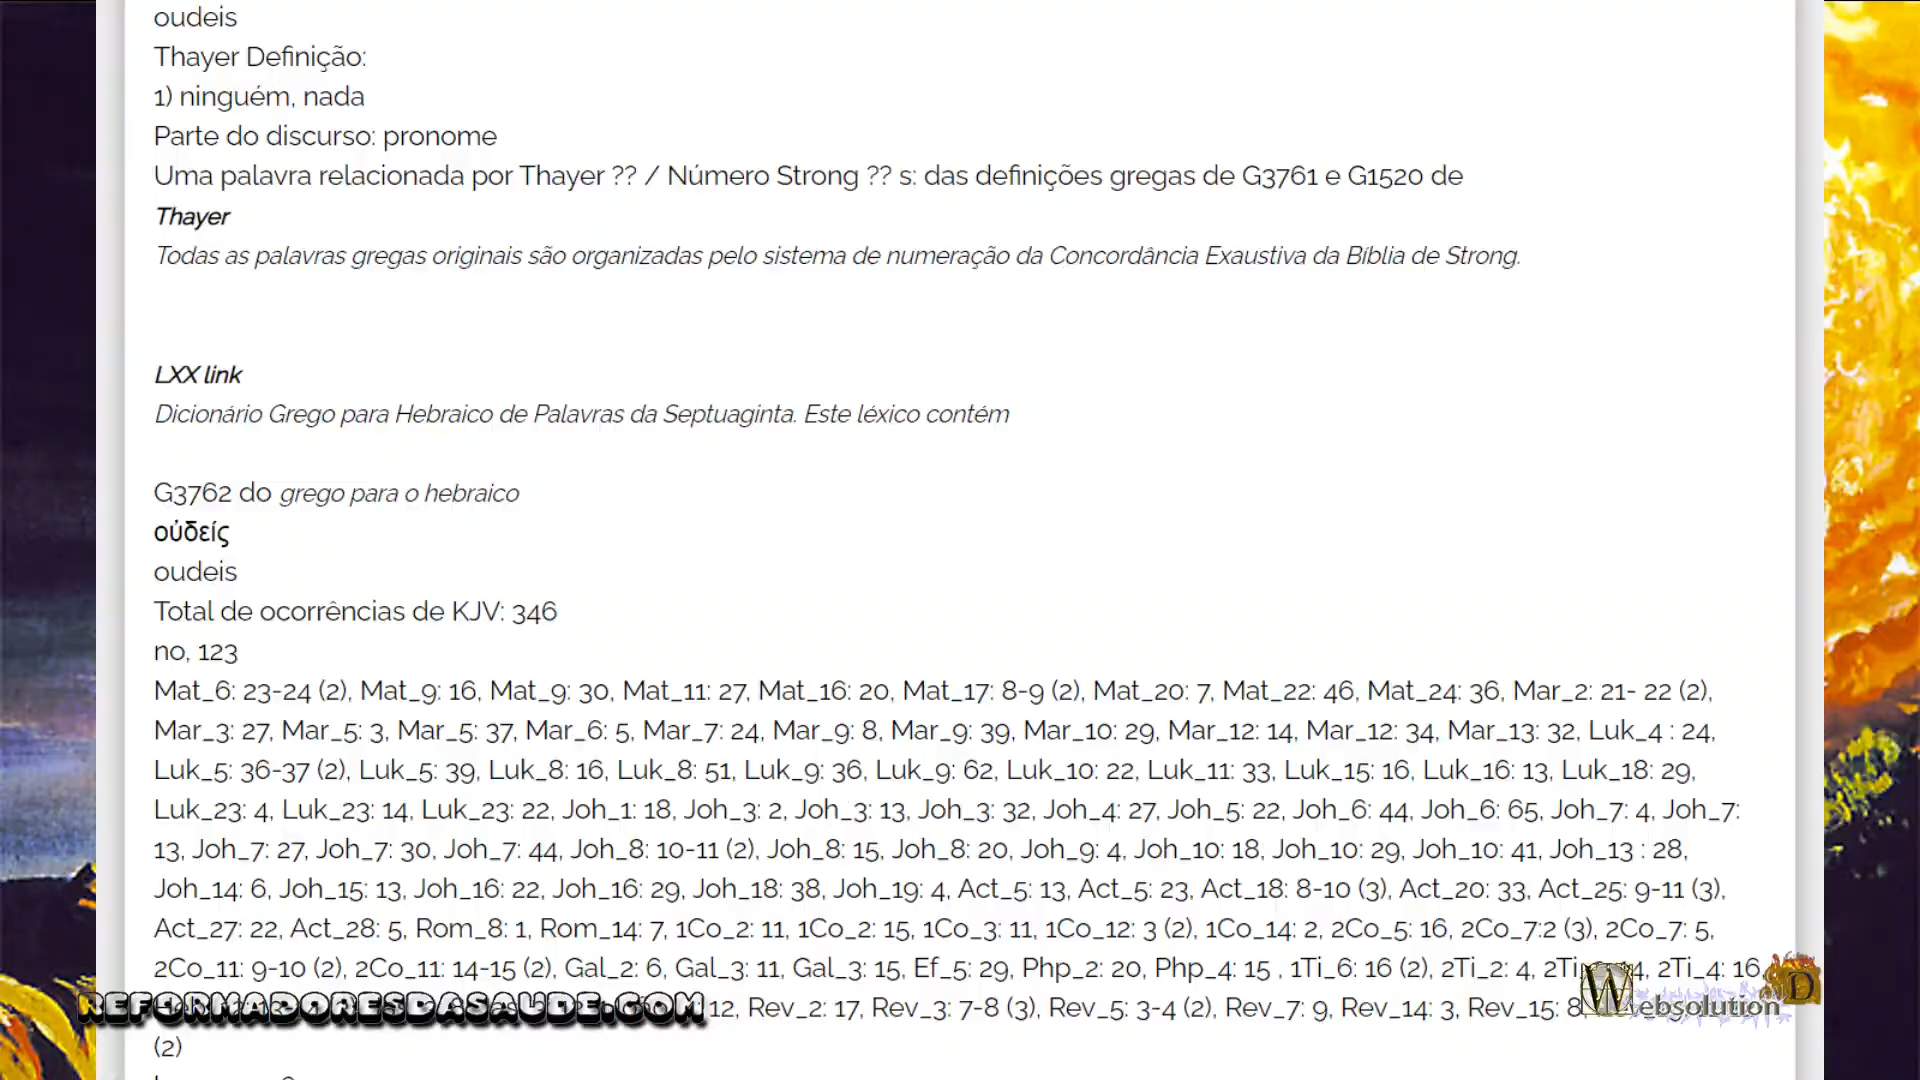 oudeis
Thayer Definição:
1) ninguém, nada
Parte do discurso: pronome
Uma palavra relacionada por Thayer ?? / Número Strong ?? s: das definições gregas de G3761 e G1520 de
Thayer
Todas as palavras gregas originais são organizadas pelo sistema de numeração da Concordância Exaustiva da Bíblia de Strong.
LXX link
Dicionário Grego para Hebraico de Palavras da Septuaginta. Este léxico contém
G3762 do grego para o hebraico
οὐδείς
oudeis
Total de ocorrências de KJV: 346
no, 123
Mat_6: 23-24 (2), Mat_9: 16, Mat_9: 30, Mat_11: 27, Mat_16: 20, Mat_17: 8-9 (2), Mat_20: 7, Mat_22: 46, Mat_24: 36, Mar_2: 21- 22 (2),
Mar_3: 27, Mar_5: 3, Mar_5: 37, Mar_6: 5, Mar_7: 24, Mar_9: 8, Mar_9: 39, Mar_10: 29, Mar_12: 14, Mar_12: 34, Mar_13: 32, Luk_4 : 24,
Luk_5: 36-37 (2), Luk_5: 39, Luk_8: 16, Luk_8: 51, Luk_9: 36, Luk_9: 62, Luk_10: 22, Luk_11: 33, Luk_15: 16, Luk_16: 13, Luk_18: 29,
Luk_23: 4, Luk_23: 14, Luk_23: 22, Joh_1: 18, Joh_3: 2, Joh_3: 13, Joh_3: 32, Joh_4: 27, Joh_5: 22, Joh_6: 44, Joh_6: 65, Joh_7: 4, Joh_7:
13, Joh_7: 27, Joh_7: 30, Joh_7: 44, Joh_8: 10-11 (2), Joh_8: 15, Joh_8: 20, Joh_9: 4, Joh_10: 18, Joh_10: 29, Joh_10: 41, Joh_13 : 28,
Joh_14: 6, Joh_15: 13, Joh_16: 22, Joh_16: 29, Joh_18: 38, Joh_19: 4, Act_5: 13, Act_5: 23, Act_18: 8-10 (3), Act_20: 33, Act_25: 9-11 (3),
Act_27: 22, Act_28: 5, Rom_8: 1, Rom_14: 7, 1Co_2: 11, 1Co_2: 15, 1Co_3: 11, 1Co_12: 3 (2), 1Co_14: 2, 2Co_5: 16, 2Co_7:2 (3), 2Co_7: 5,
2Co_11: 9-10 (2), 2Co_11: 14-15 (2), Gal_2: 6, Gal_3: 11, Gal_3: 15, Ef_5: 29, Php_2: 20, Php_4: 15 , 1Ti_6: 16 (2), 2Ti_2: 4, 2Ti_4: 16,
REFORMADORESDASAUDE.COM 12, Rev_2: 17, Rev_3: 7-8 (3), Rev_5: 3-4 (2), Rev_7: 9, Rev_14: 3, Rev_15: 8
Websolution D
(2)